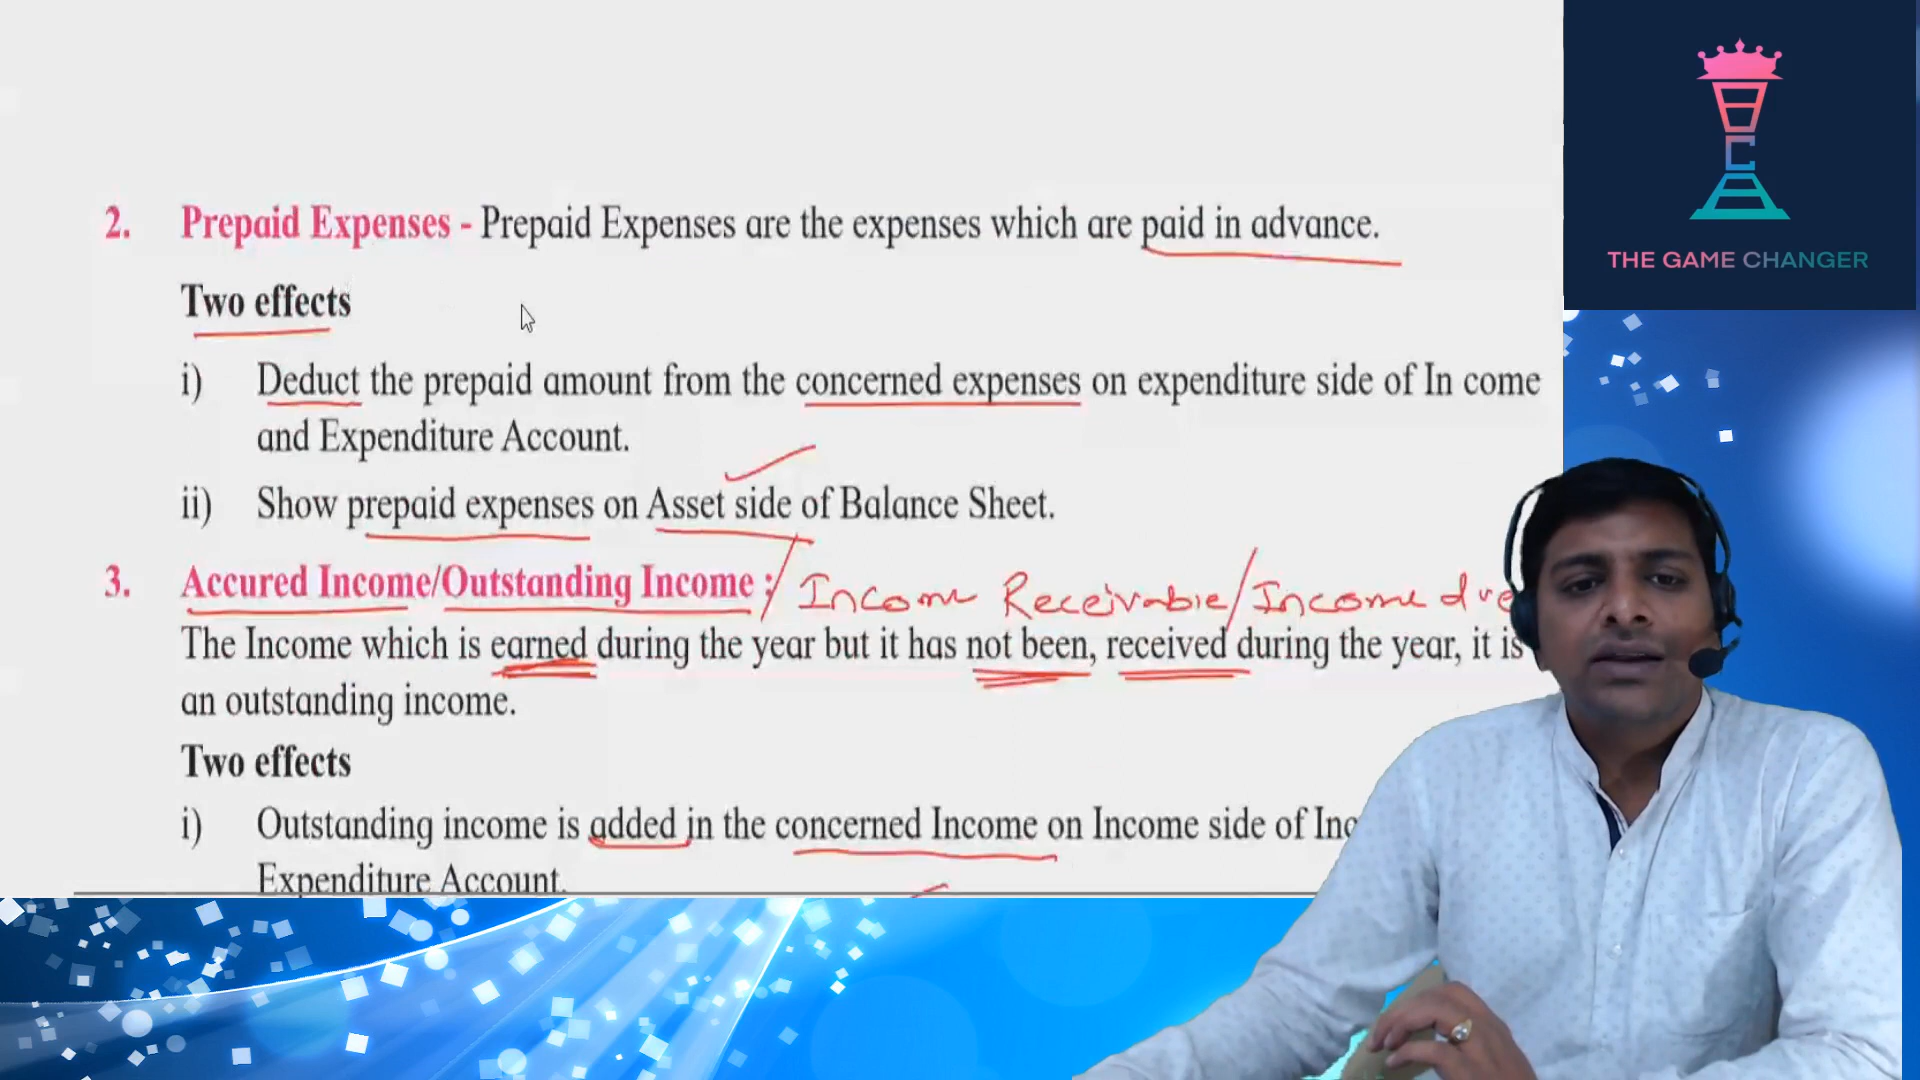 2. Prepaid Expenses - Prepaid Expenses are the expenses which are paid in advance.
Two effects
i) Deduct the prepaid amount from the concerned expenses on expenditure side of In come
and Expenditure Account.
ii) Show prepaid expenses on Asset side of Balance Sheet.
3. Accured Income/Outstanding Income : / Income Receivable/Income due
The Income which is earned during the year but it has not been, received during the year, it is
an outstanding income.
Two effects
i) Outstanding income is added in the concerned Income on Income side of Inc
Expenditure Account.
THE GAME CHANGER